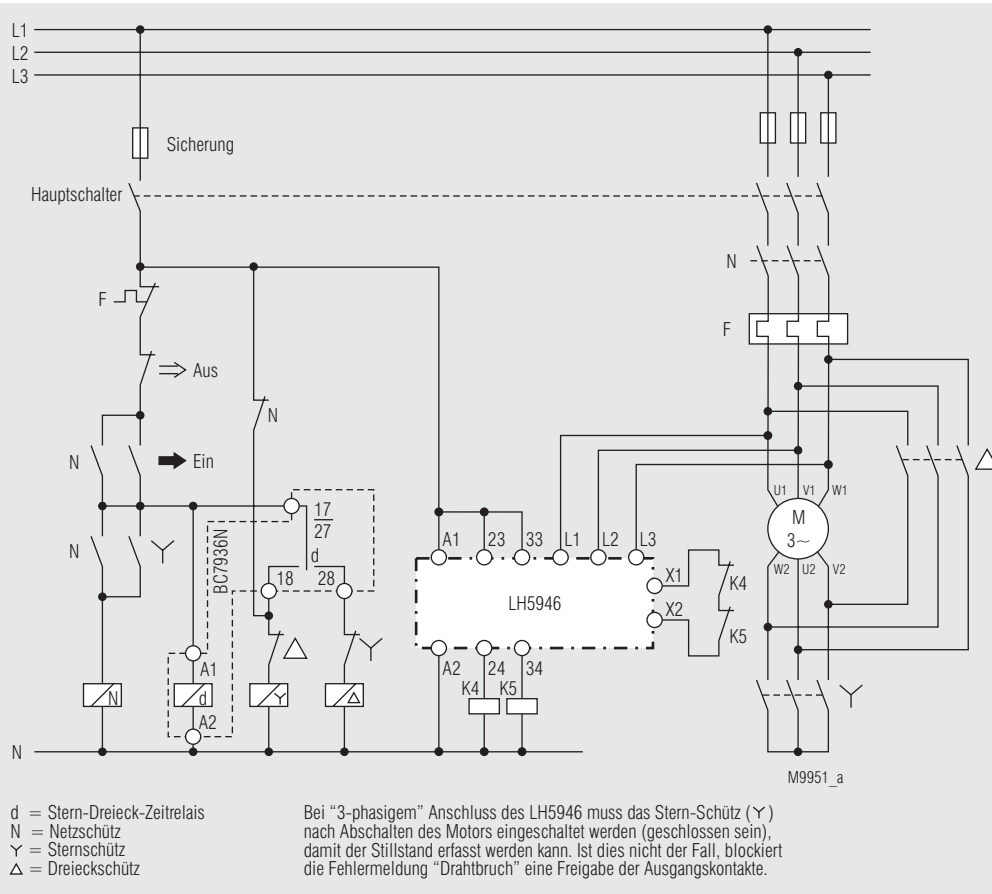 L1
L2
L3
Sicherung
Hauptschalter
N
F
F
Aus
N
N
Ein
U1 V1 W1
M
3~
W2 U2 V2
17
27
d
BC7936N
18 28
A1 23 33 L1 L2 L3
X1
X2
K4
K5
LH5946
N
A1
A2
A2 24 34
K4 K5
N d
N
M9951_a
d = Stern-Dreieck-Zeitrelais
N = Netzschütz
Y = Sternschütz
△ = Dreieckschütz
Bei “3-phasigem” Anschluss des LH5946 muss das Stern-Schütz (Y)
nach Abschalten des Motors eingeschaltet werden (geschlossen sein),
damit der Stillstand erfasst werden kann. Ist dies nicht der Fall, blockiert
die Fehlermeldung “Drahtbruch” eine Freigabe der Ausgangskontakte.